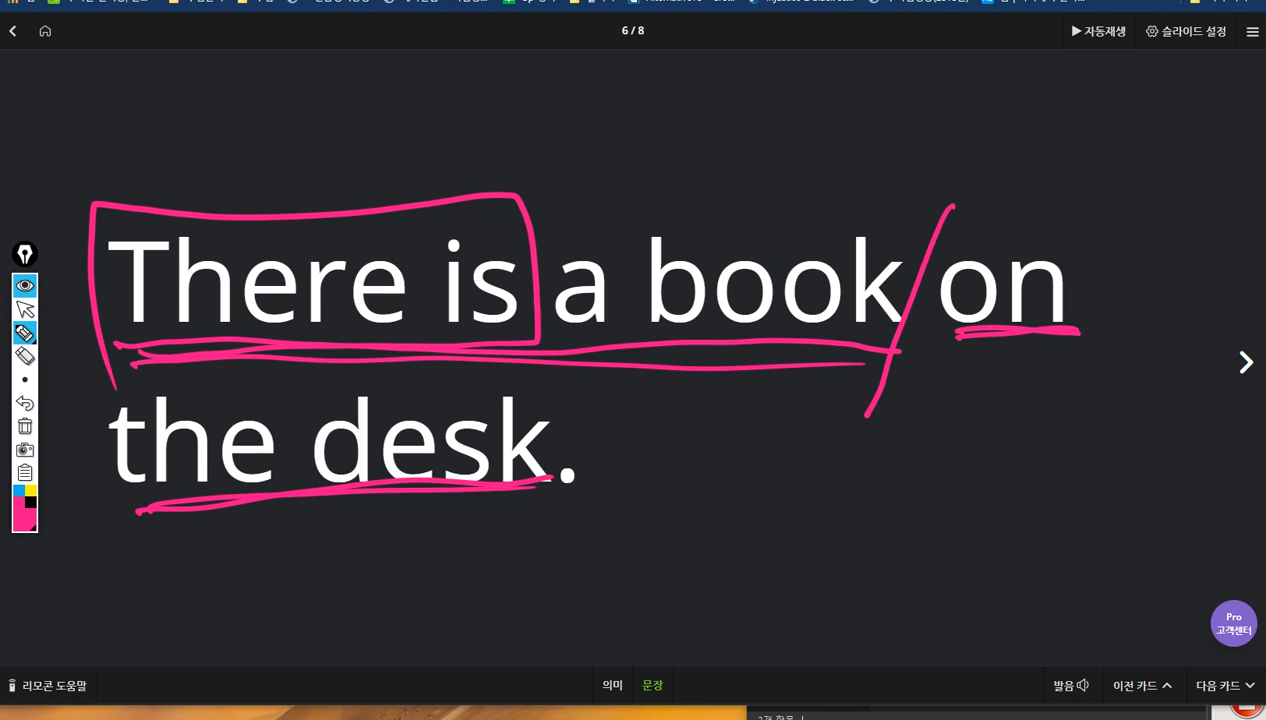 6 / 8
자동재생
슬라이드 설정
There is a book on
the desk.
Pro
고객센터
리모콘 도움말
의미
문장
발음
이전 카드
다음 카드